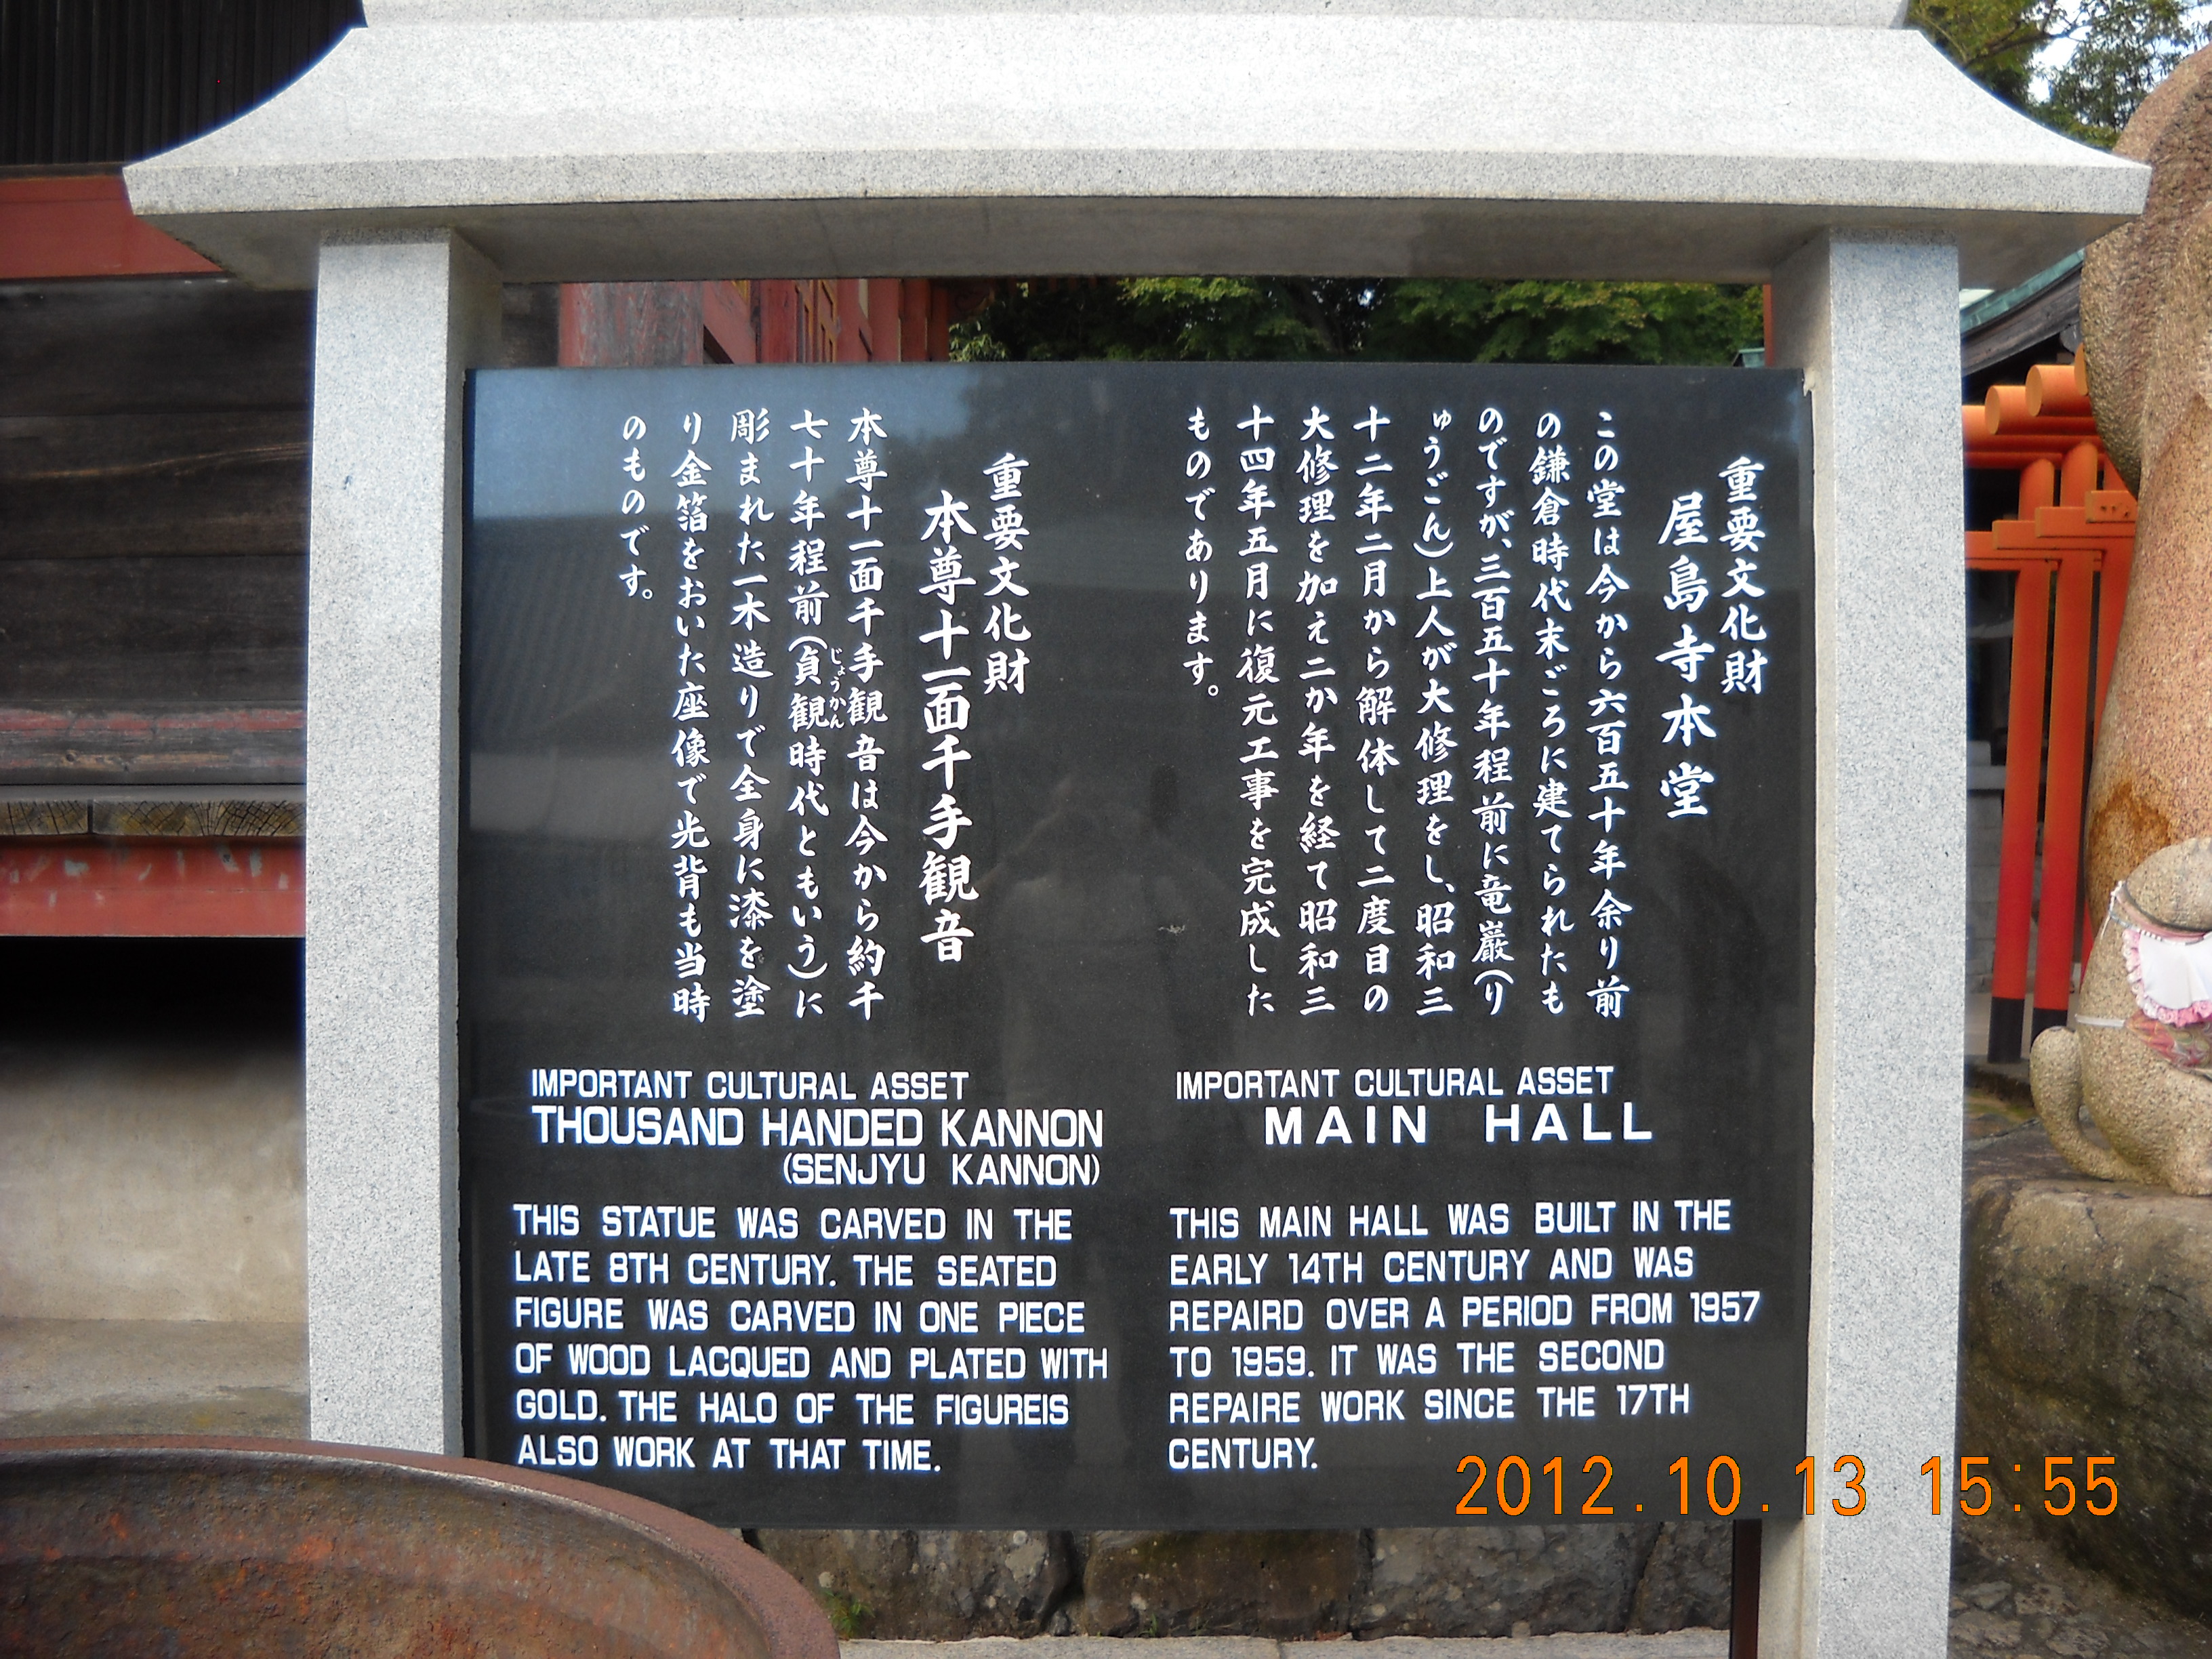 重要文化財
屋島寺本堂
この堂は今から六百五十年余り前
の鎌倉時代末ごろに建てられたも
のですが、三百五十年程前に竜巌(り
ゅうごん)上人が大修理をし、昭和三
十二年二月から解体して二度目の
大修理を加え二か年を経て昭和三
十四年五月に復元工事を完成した
ものであります。
重要文化財
本尊十一面千手観音
本尊十一面千手観音は今から約千
七十年程前(貞観時代ともいう)に
じょうかん
彫まれた一木造りで全身に漆を塗
り金箔をおいた座像で光背も当時
のものです。
IMPORTANT CULTURAL ASSET
THOUSAND HANDED KANNON
(SENJYU KANNON)
THIS STATUE WAS CARVED IN THE
LATE 8TH CENTURY. THE SEATED
FIGURE WAS CARVED IN ONE PIECE
OF WOOD LACQUED AND PLATED WITH
GOLD. THE HALO OF THE FIGUREIS
ALSO WORK AT THAT TIME.
IMPORTANT CULTURAL ASSET
MAIN HALL
THIS MAIN HALL WAS BUILT IN THE
EARLY 14TH CENTURY AND WAS
REPAIRD OVER A PERIOD FROM 1957
TO 1959. IT WAS THE SECOND
REPAIRE WORK SINCE THE 17TH
CENTURY.
2012.10.13 15:55